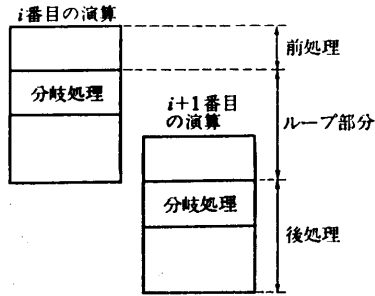 i番目の演算
前処理
分岐処理
i+1番目
の演算
ループ部分
分岐処理
後処理